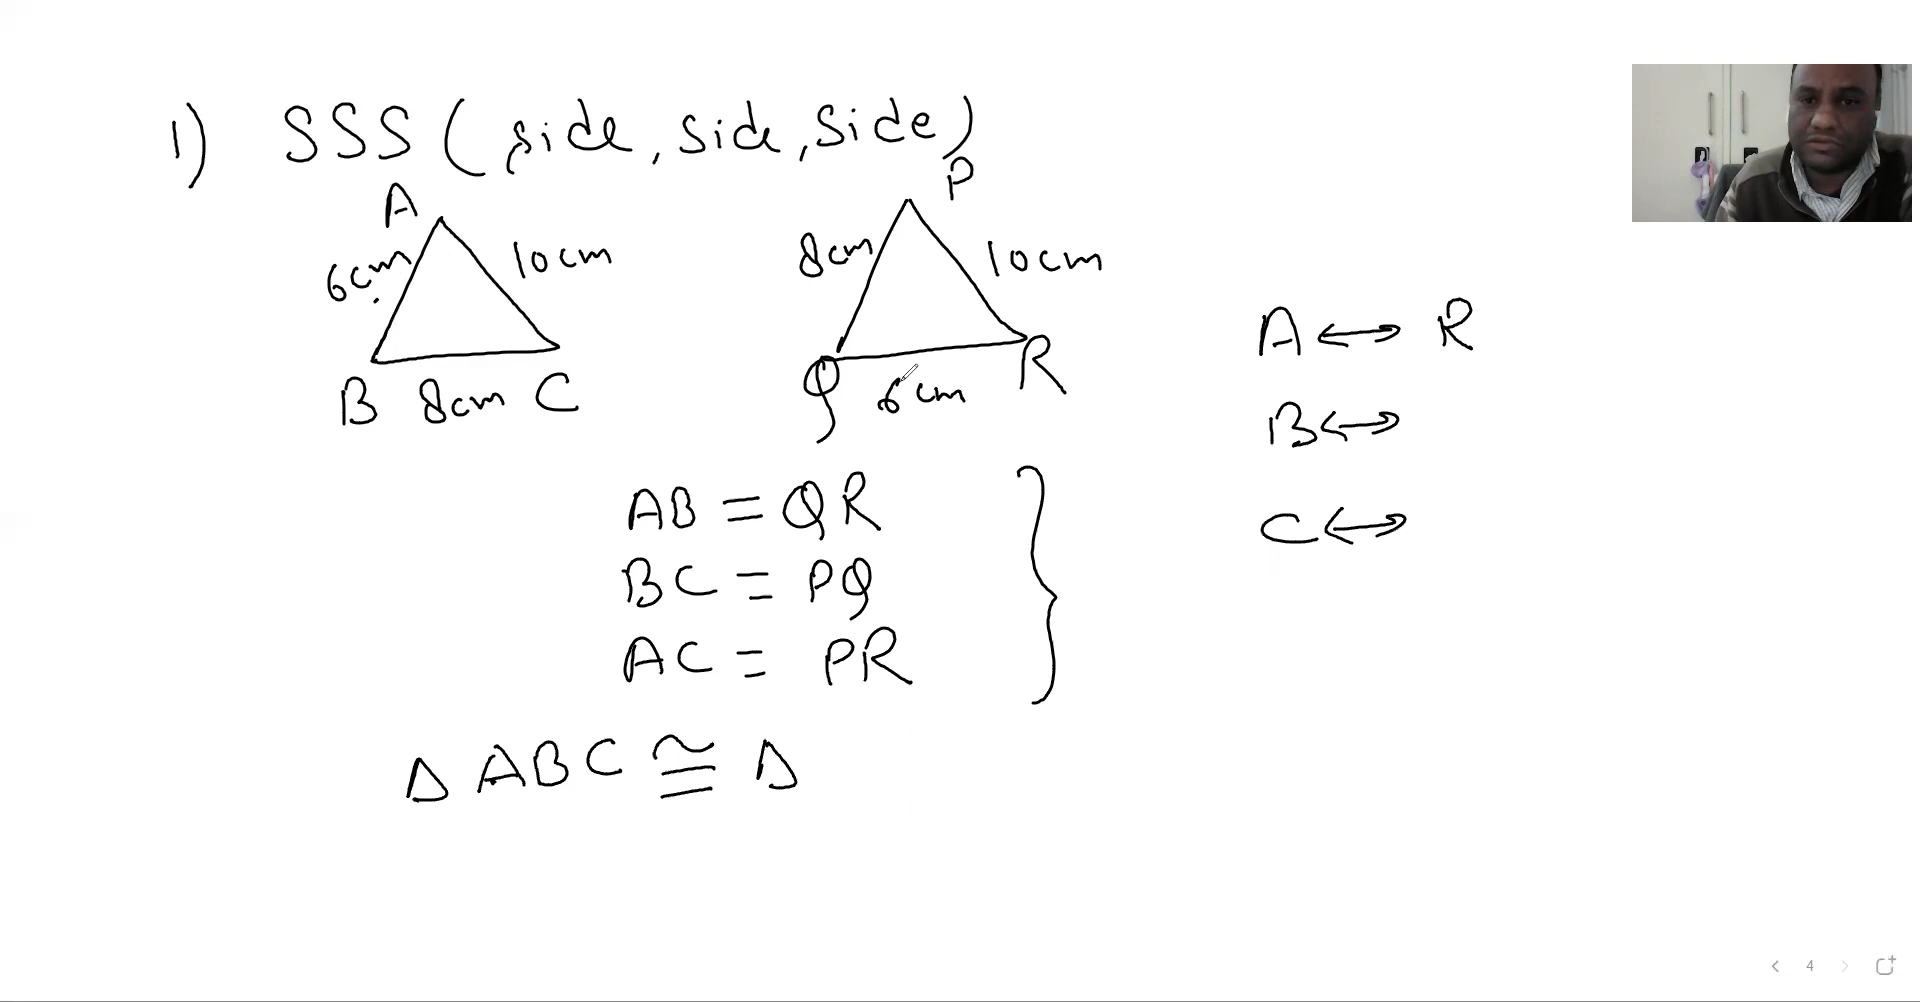 1) SSS (side, side, side)
A
P
6cm
10cm
8cm
10cm
B 8cm C
Q 6cm R
A ↔ R
B ↔
C ↔
AB = QR
BC = PQ
AC = PR
Δ ABC ≅ Δ
4